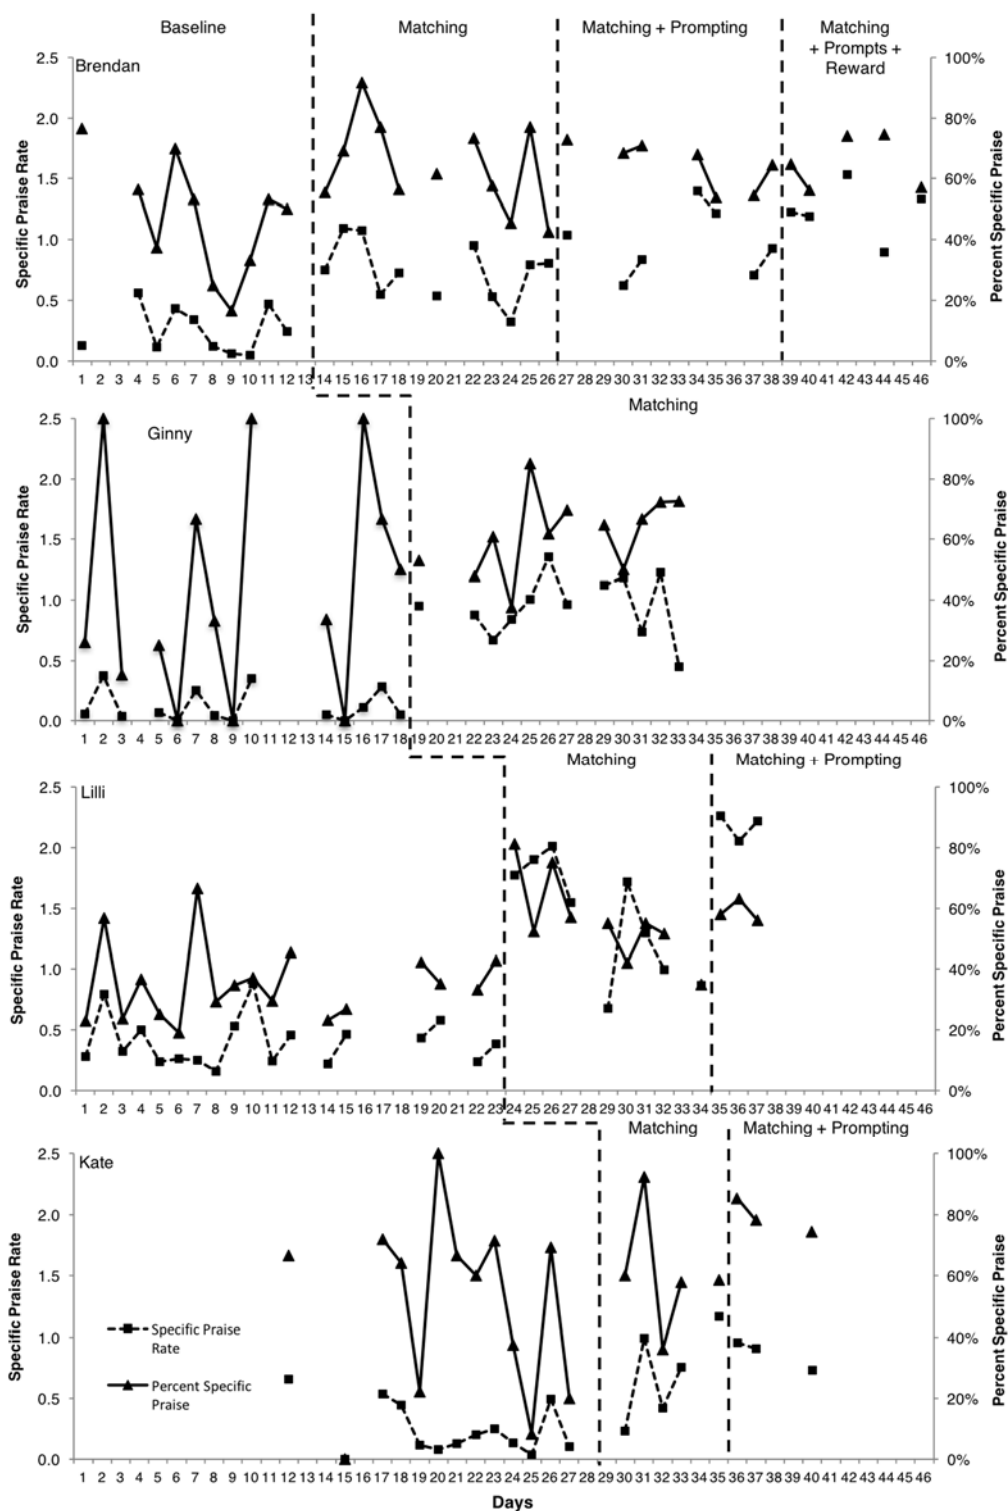 Baseline
Matching
Matching + Prompting
Matching
+ Prompts +
Reward
Brendan
2.5
2.0
1.5
1.0
0.5
0.0
Specific Praise Rate
100%
80%
60%
40%
20%
0%
Percent Specific Praise
1 2 3 4 5 6 7 8 9 10 11 12 13 14 15 16 17 18 19 20 21 22 23 24 25 26 27 28 29 30 31 32 33 34 35 36 37 38 39 40 41 42 43 44 45 46
Matching
Ginny
2.5
2.0
1.5
1.0
0.5
0.0
Specific Praise Rate
100%
80%
60%
40%
20%
0%
Percent Specific Praise
1 2 3 4 5 6 7 8 9 10 11 12 13 14 15 16 17 18 19 20 21 22 23 24 25 26 27 28 29 30 31 32 33 34 35 36 37 38 39 40 41 42 43 44 45 46
Matching
Matching + Prompting
Lilli
2.5
2.0
1.5
1.0
0.5
0.0
Specific Praise Rate
100%
80%
60%
40%
20%
0%
Percent Specific Praise
1 2 3 4 5 6 7 8 9 10 11 12 13 14 15 16 17 18 19 20 21 22 23 24 25 26 27 28 29 30 31 32 33 34 35 36 37 38 39 40 41 42 43 44 45 46
Matching
Matching + Prompting
Kate
2.5
2.0
1.5
1.0
0.5
0.0
Specific Praise Rate
100%
80%
60%
40%
20%
0%
Percent Specific Praise
Specific Praise
Rate
Percent Specific
Praise
1 2 3 4 5 6 7 8 9 10 11 12 13 14 15 16 17 18 19 20 21 22 23 24 25 26 27 28 29 30 31 32 33 34 35 36 37 38 39 40 41 42 43 44 45 46
Days